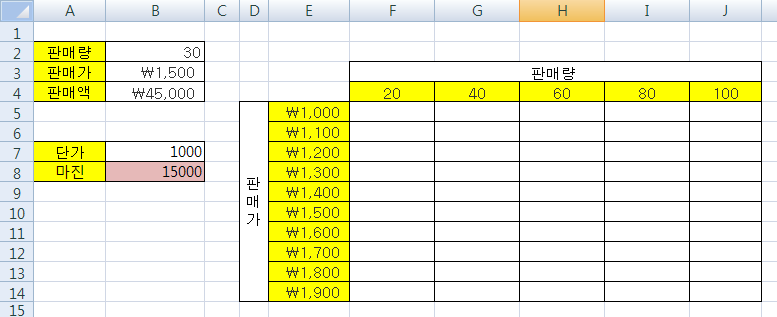 A B C D E F G H I J
1
2 판매량 30
3 판매가 ₩1,500 판매량
4 판매액 ₩45,000 20 40 60 80 100
5 ₩1,000
6 ₩1,100
7 단가 1000 ₩1,200
8 마진 15000 ₩1,300
9 판매가 ₩1,400
10 ₩1,500
11 ₩1,600
12 ₩1,700
13 ₩1,800
14 ₩1,900
15